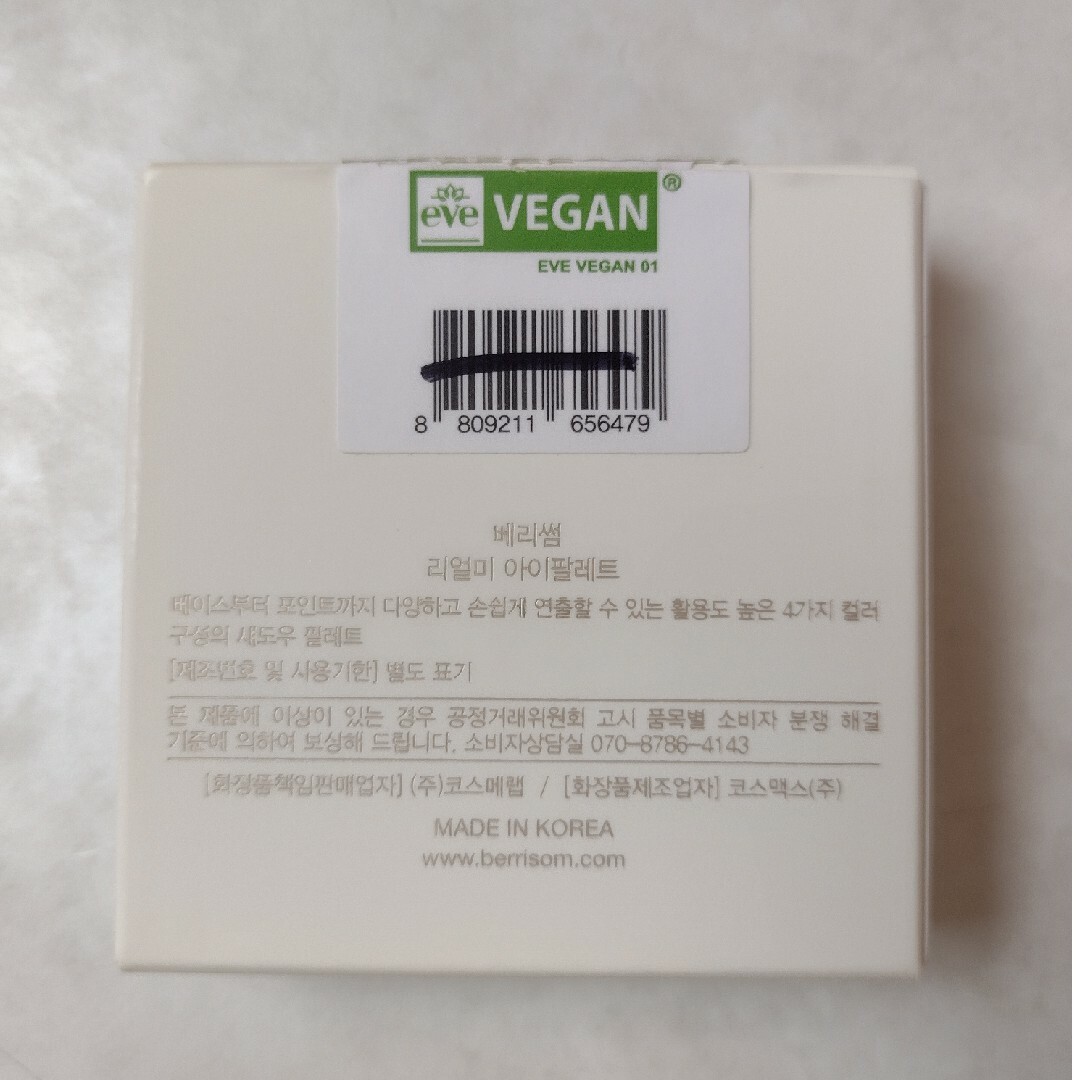 eve VEGAN®
EVE VEGAN 01
8 809211 656479
베리썸
리얼미 아이팔레트
베이스부터 포인트까지 다양하고 손쉽게 연출할 수 있는 활용도 높은 4가지 컬러
구성의 섀도우 팔레트
[제조번호 및 사용기한] 별도 표기
본 제품에 이상이 있는 경우 공정거래위원회 고시 품목별 소비자 분쟁 해결
기준에 의하여 보상해 드립니다. 소비자상담실 070-8786-4143
[화장품책임판매업자] (주)코스메랩 / [화장품제조업자] 코스맥스(주)
MADE IN KOREA
www.berrisom.com